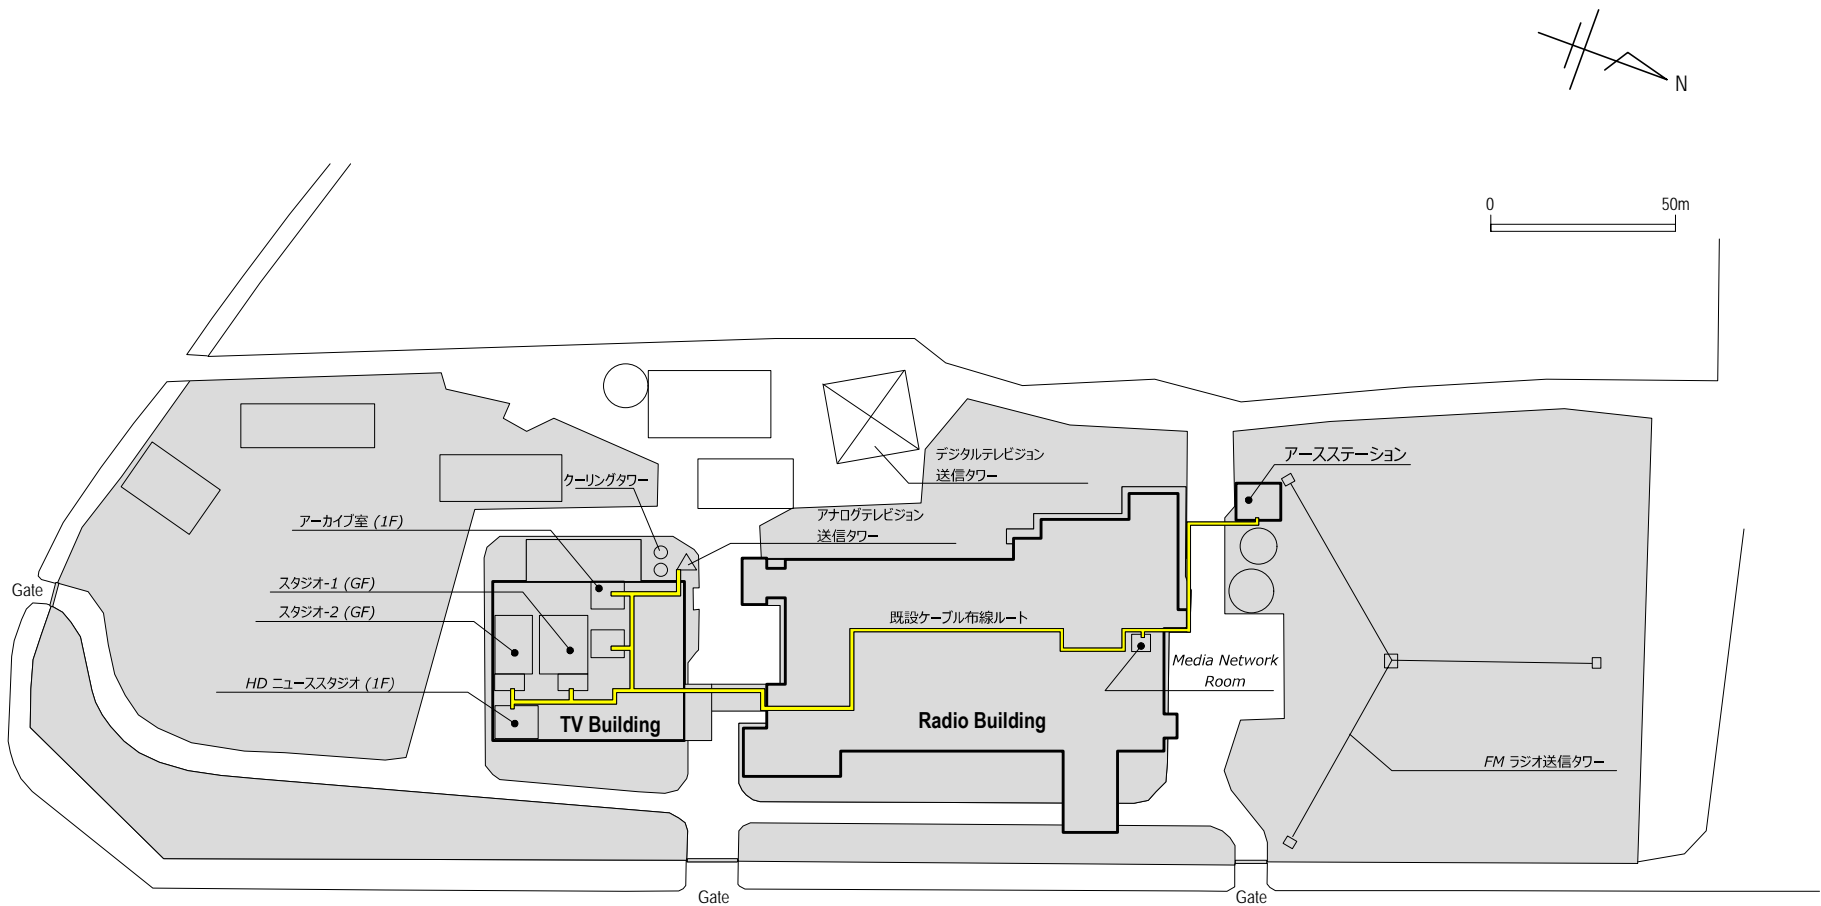 N
0 50m
デジタルテレビジョン
送信タワー
アースステーション
クーリングタワー
アナログテレビジョン
送信タワー
アーカイブ室 (1F)
スタジオ-1 (GF)
スタジオ-2 (GF)
Gate
既設ケーブル布線ルート
Media Network
Room
HD ニューススタジオ (1F)
TV Building
Radio Building
FM ラジオ送信タワー
Gate
Gate